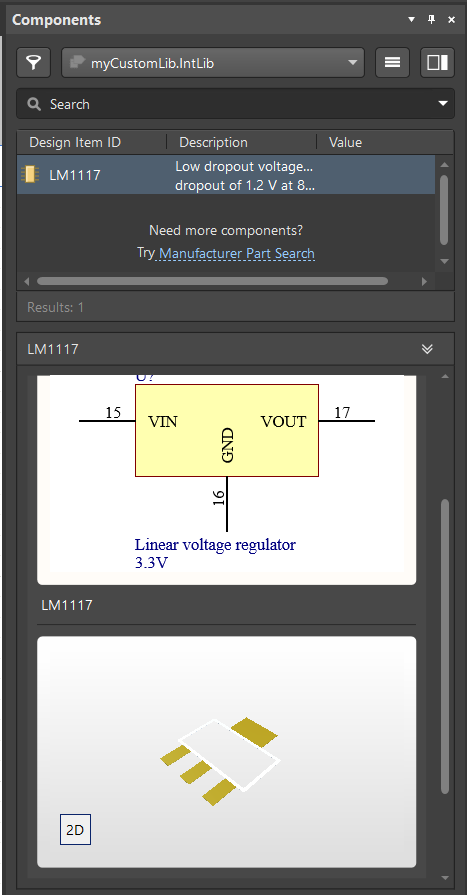 Components
myCustomLib.IntLib
Search
Design Item ID Description Value
LM1117 Low dropout voltage...
dropout of 1.2 V at 8...
Need more components?
Try Manufacturer Part Search
Results: 1
LM1117
U?
15 VIN VOUT 17
GND
16
Linear voltage regulator
3.3V
LM1117
2D